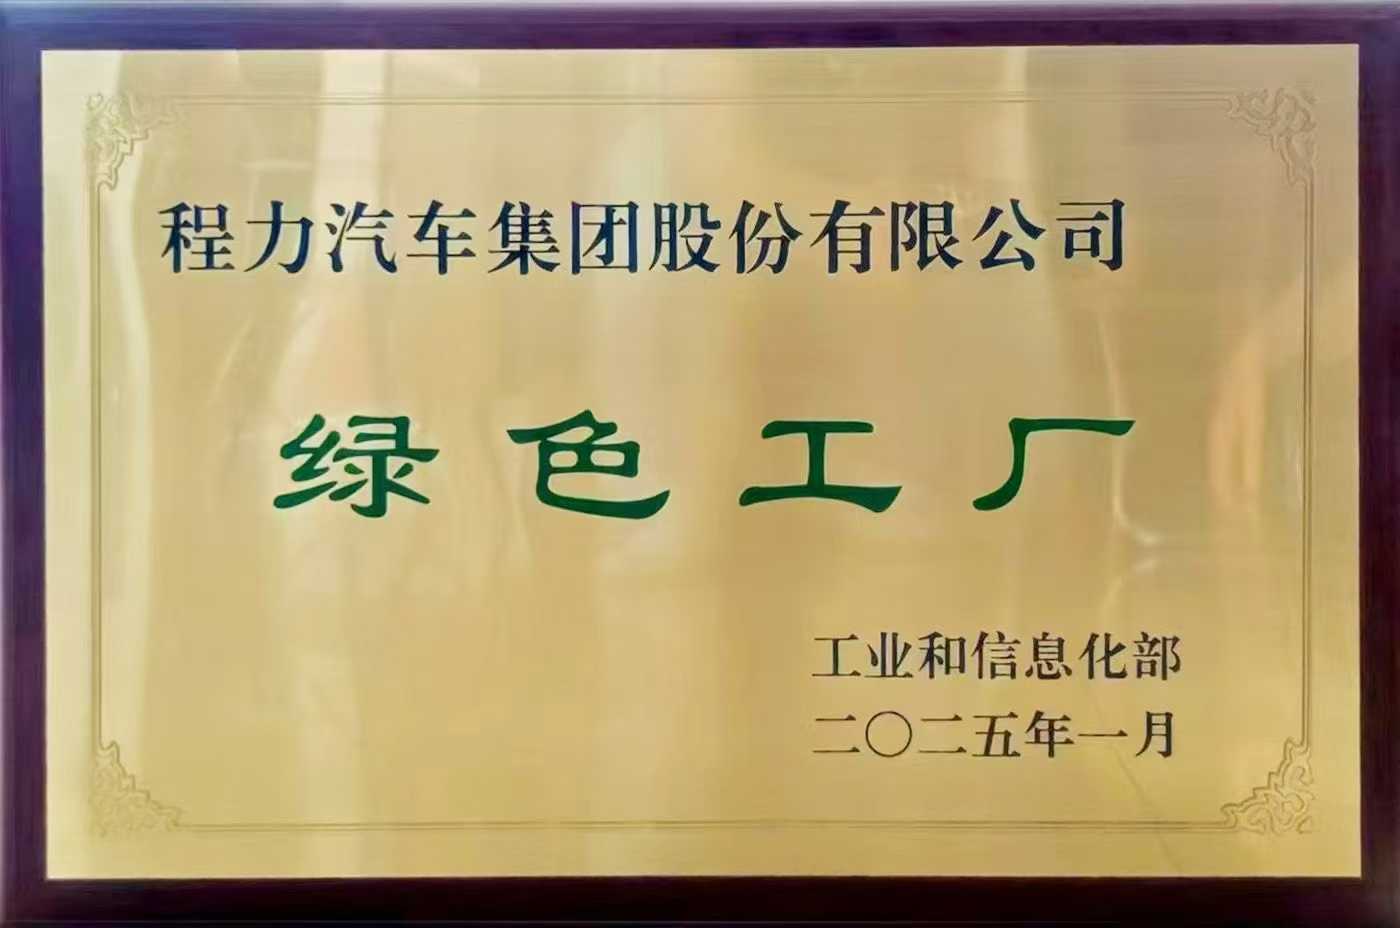 程力汽车集团股份有限公司
绿色工厂
工业和信息化部
二〇二五年一月